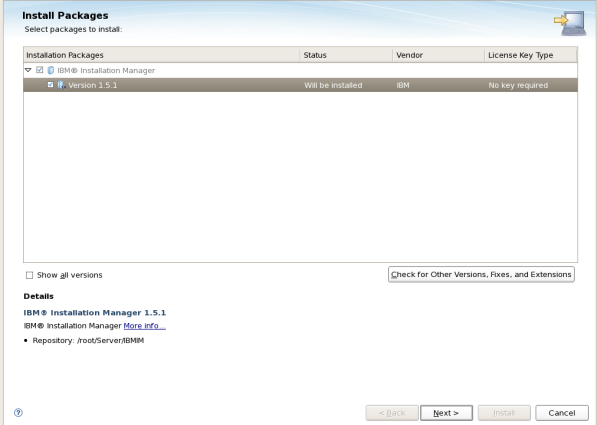 Install Packages
Select packages to install:
Installation Packages Status Vendor License Key Type
IBM® Installation Manager
Version 1.5.1 Will be installed IBM No key required
Show all versions Check for Other Versions, Fixes, and Extensions
Details
IBM® Installation Manager 1.5.1
IBM® Installation Manager More info...
• Repository: /root/Server/IBMIM
? < Back Next > Install Cancel